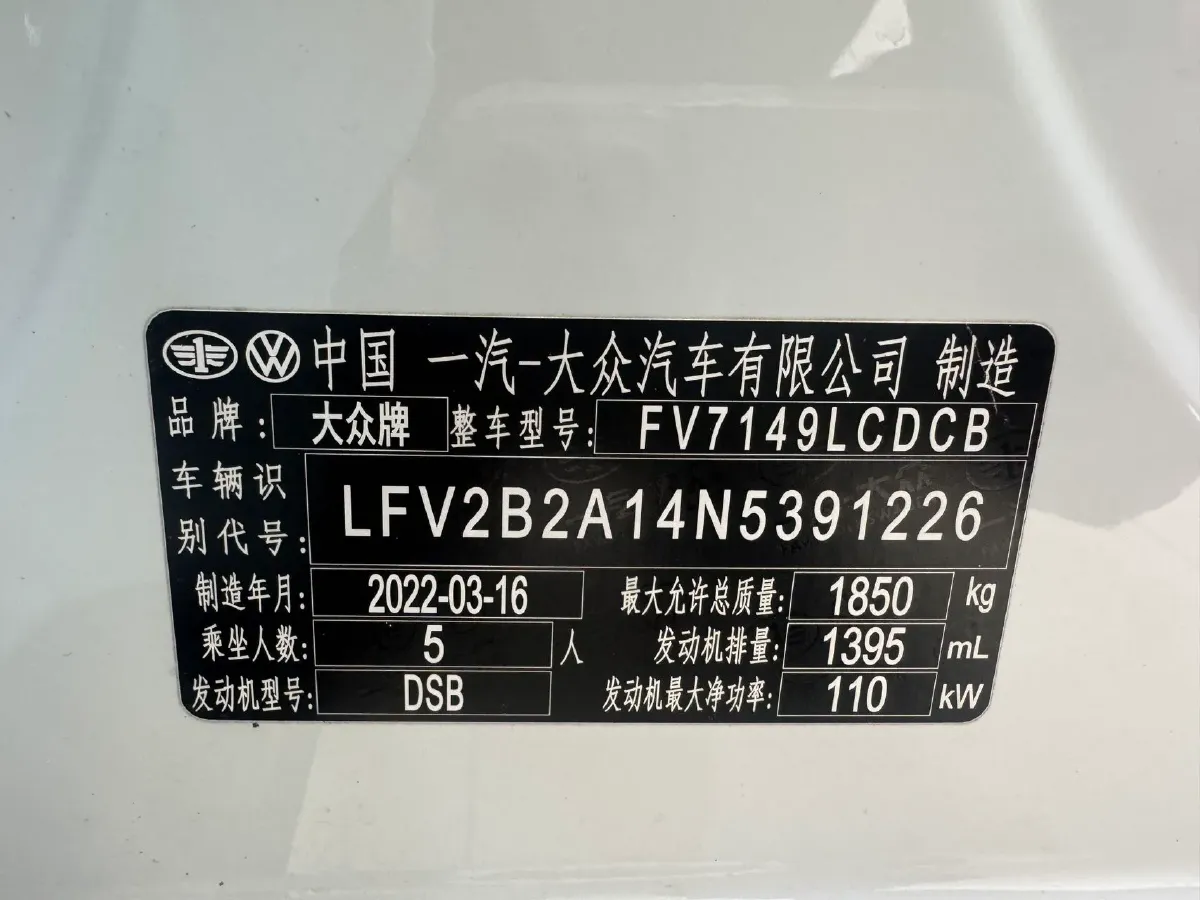 中国 一汽-大众汽车有限公司 制造
品牌: 大众牌 整车型号: FV7149LCDCB
车辆识别代号: LFV2B2A14N5391226
制造年月: 2022-03-16 最大允许总质量: 1850 kg
乘坐人数: 5 人 发动机排量: 1395 mL
发动机型号: DSB 发动机最大净功率: 110 kW